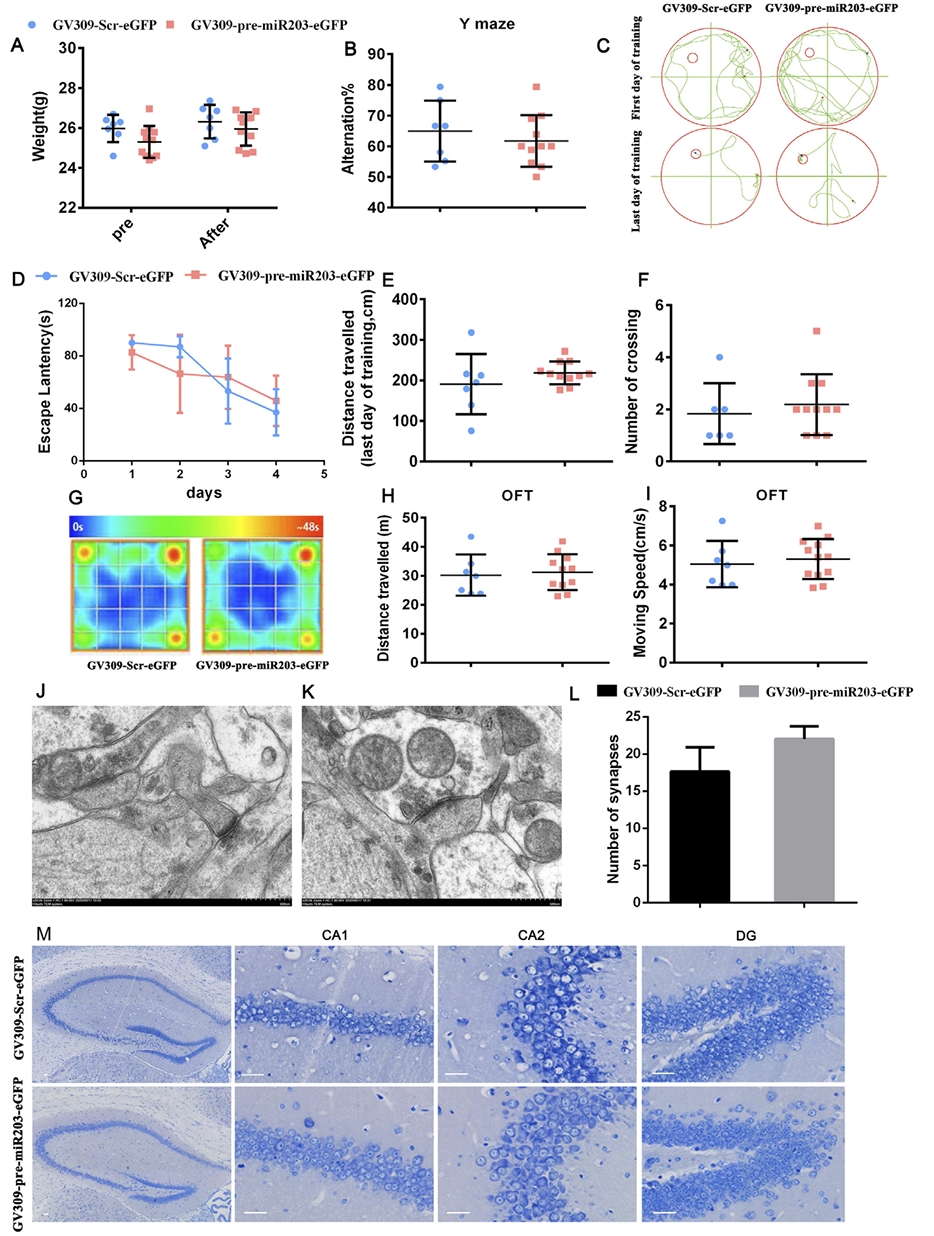 GV309-Scr-eGFP GV309-pre-miR203-eGFP
A
Weight(g)
30
28
26
24
22
pre
After
B
Y maze
Alternation%
90
80
70
60
50
40
C
GV309-Scr-eGFP GV309-pre-miR203-eGFP
First day of training
Last day of training
D
GV309-Scr-eGFP GV309-pre-miR203-eGFP
Escape Lantency(s)
120
80
40
0
0 1 2 3 4 5
days
E
Distance travelled
(last day of training,cm)
400
300
200
100
0
F
Number of crossing
6
4
2
0
G
0s ~48s
GV309-Scr-eGFP GV309-pre-miR203-eGFP
H
OFT
Distance travelled (m)
50
40
30
20
10
0
I
OFT
Moving Speed(cm/s)
8
6
4
2
0
J
K
L
GV309-Scr-eGFP GV309-pre-miR203-eGFP
Number of synapses
25
20
15
10
5
0
M
CA1 CA2 DG
GV309-Scr-eGFP
GV309-pre-miR203-eGFP